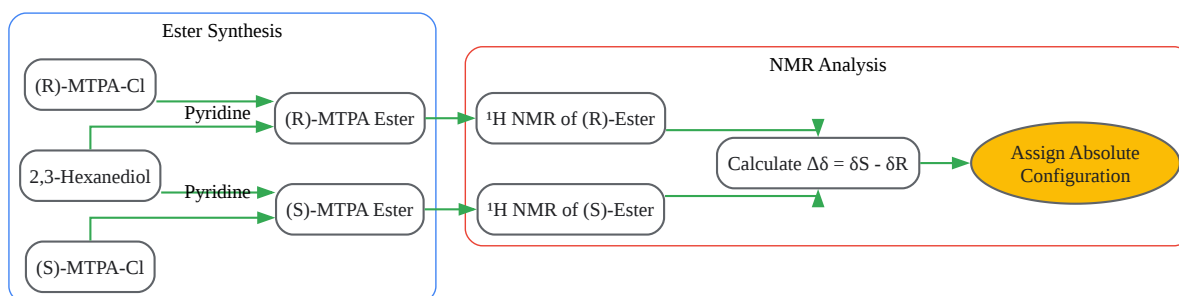 Ester Synthesis
NMR Analysis
(R)-MTPA-Cl
Pyridine
(R)-MTPA Ester
¹H NMR of (R)-Ester
2,3-Hexanediol
Pyridine
(S)-MTPA Ester
¹H NMR of (S)-Ester
(S)-MTPA-Cl
Calculate Δδ = δS - δR
Assign Absolute
Configuration